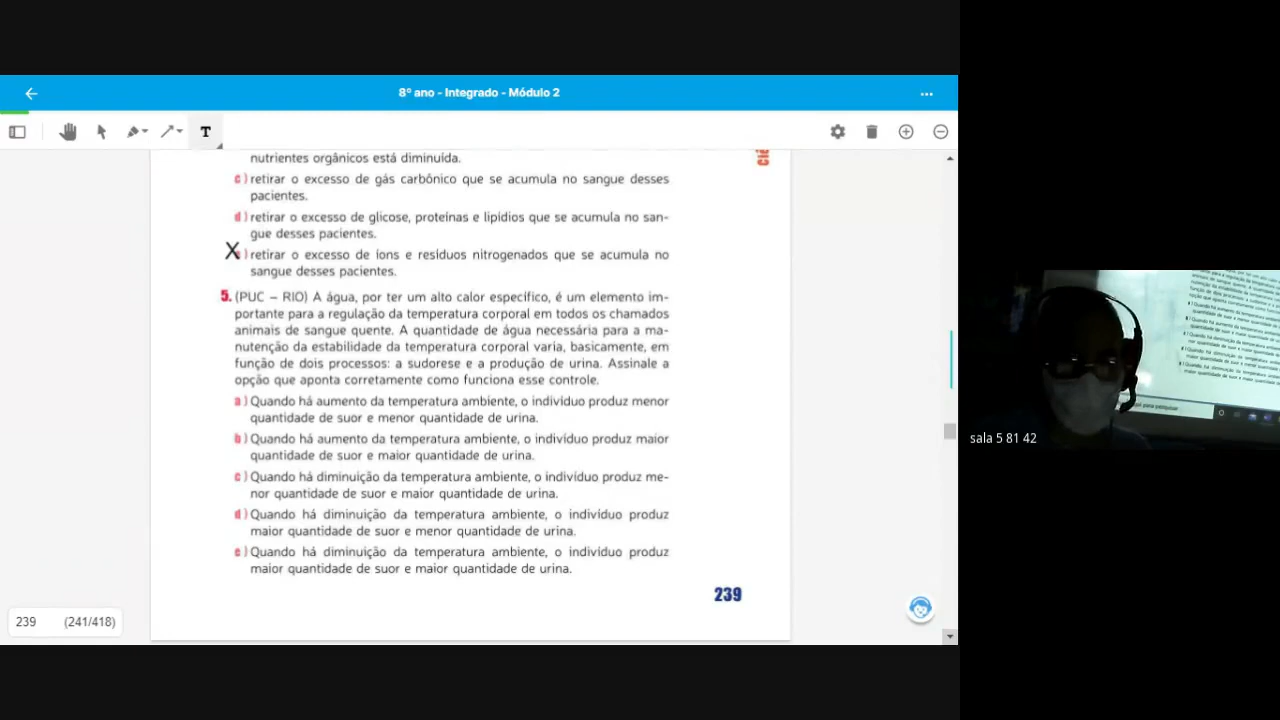 8º ano - Integrado - Módulo 2
T
nutrientes orgânicos está diminuída.
c) retirar o excesso de gás carbônico que se acumula no sangue desses
pacientes.
d) retirar o excesso de glicose, proteínas e lipídios que se acumula no san-
gue desses pacientes.
X ) retirar o excesso de íons e resíduos nitrogenados que se acumula no
sangue desses pacientes.
5. (PUC – RIO) A água, por ter um alto calor específico, é um elemento im-
portante para a regulação da temperatura corporal em todos os chamados
animais de sangue quente. A quantidade de água necessária para a ma-
nutenção da estabilidade da temperatura corporal varia, basicamente, em
função de dois processos: a sudorese e a produção de urina. Assinale a
opção que aponta corretamente como funciona esse controle.
a) Quando há aumento da temperatura ambiente, o indivíduo produz menor
quantidade de suor e menor quantidade de urina.
b) Quando há aumento da temperatura ambiente, o indivíduo produz maior
quantidade de suor e maior quantidade de urina.
c) Quando há diminuição da temperatura ambiente, o indivíduo produz me-
nor quantidade de suor e maior quantidade de urina.
d) Quando há diminuição da temperatura ambiente, o indivíduo produz
maior quantidade de suor e menor quantidade de urina.
e) Quando há diminuição da temperatura ambiente, o indivíduo produz
maior quantidade de suor e maior quantidade de urina.
239
239 (241/418)
sala 5 81 42